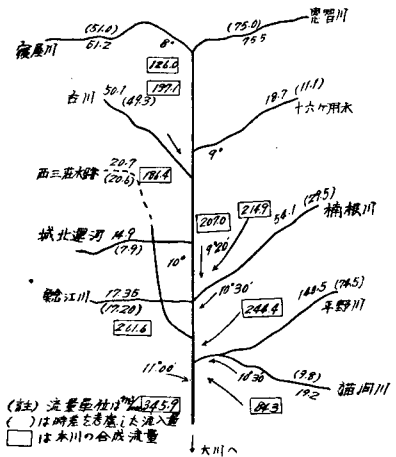 (51.0)
寝屋川 61.2
8°
恩智川
(75.0)
75.5
126.0
197.1
古川 50.1
(49.3)
18.7 (11.1)
十六ヶ用水
9°
西三荘水路 20.7
(20.6)
186.4
城北運河 14.9
(7.9)
207.0
214.9
9°20'
10°
54.1 (29.5)
楠根川
鯰江川 17.35
(17.20)
10°30'
261.6
244.4
148.5 (74.5)
平野川
11°00'
10°30'
(9.8)
19.2
猫間川
84.3
345.9
(註) 流量単位は
( )は時差を考慮した流入量
□は本川の合成流量
↓大川へ